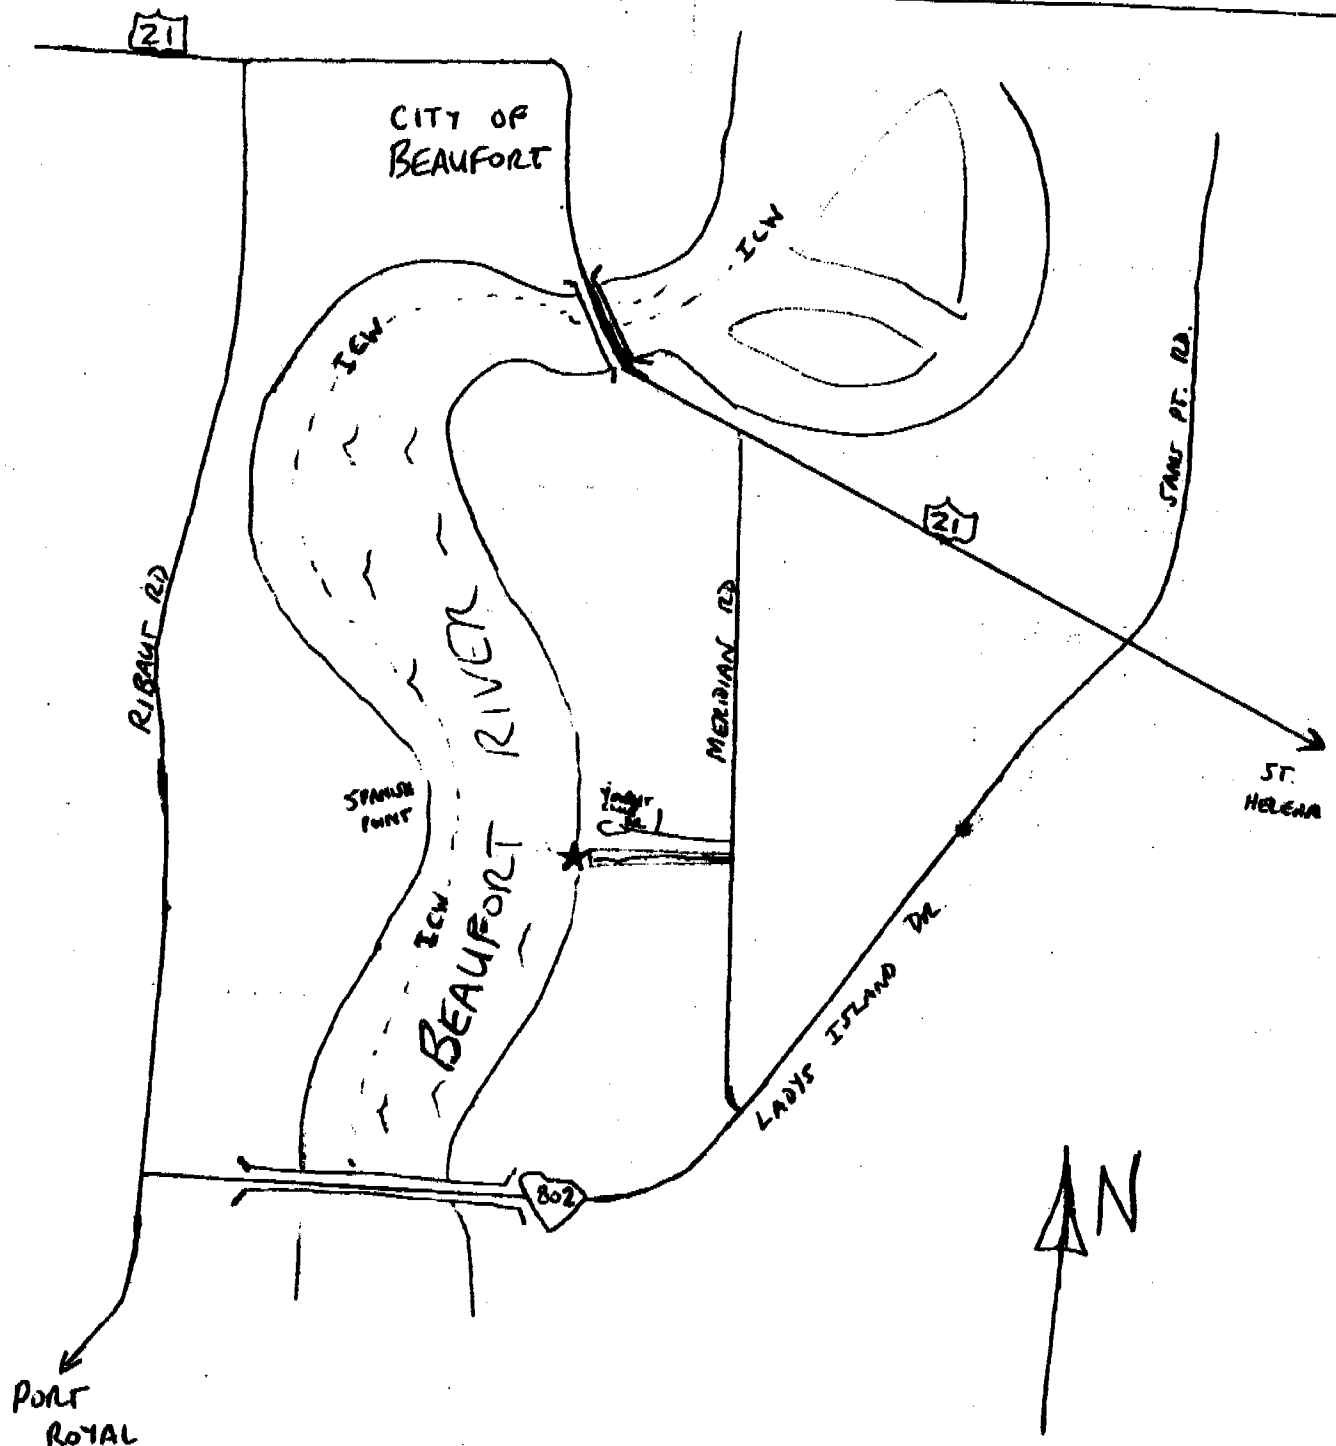 21
CITY OF
BEAUFORT
ICW
ICW
SAMS PT. RD.
21
RIBAUT RD
MERIDIAN RD
BEAUFORT RIVER
SPANISH
POINT
ST.
HELENA
ICW
LADYS ISLAND DR.
802
N
PORT
ROYAL